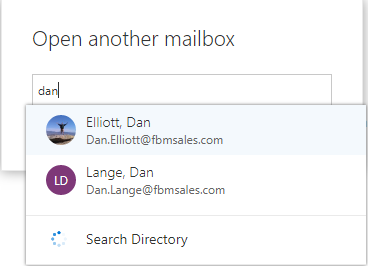 Open another mailbox
dan
Elliott, Dan
Dan.Elliott@fbmsales.com
LD
Lange, Dan
Dan.Lange@fbmsales.com
Search Directory